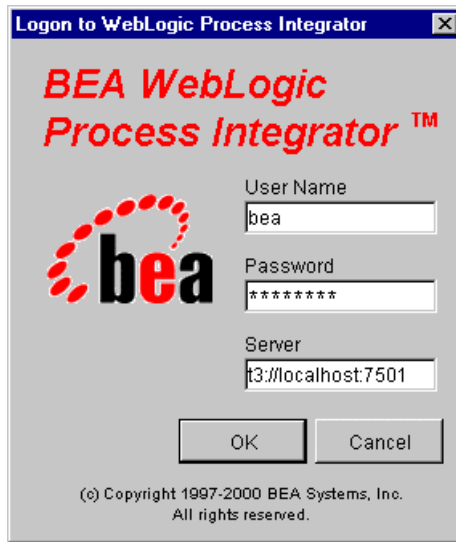 Logon to WebLogic Process Integrator
BEA WebLogic
Process Integrator ™
bea
User Name
bea
Password
********
Server
t3://localhost:7501
OK
Cancel
(c) Copyright 1997-2000 BEA Systems, Inc.
All rights reserved.